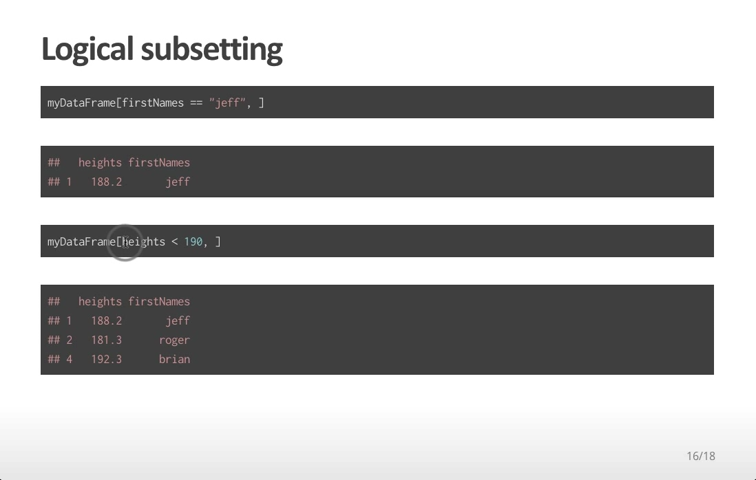 Logical subsetting
myDataFrame[firstNames == "jeff", ]
##   heights firstNames
## 1   188.2       jeff
myDataFrame[heights < 190, ]
##   heights firstNames
## 1   188.2       jeff
## 2   181.3      roger
## 4   192.3      brian
16/18